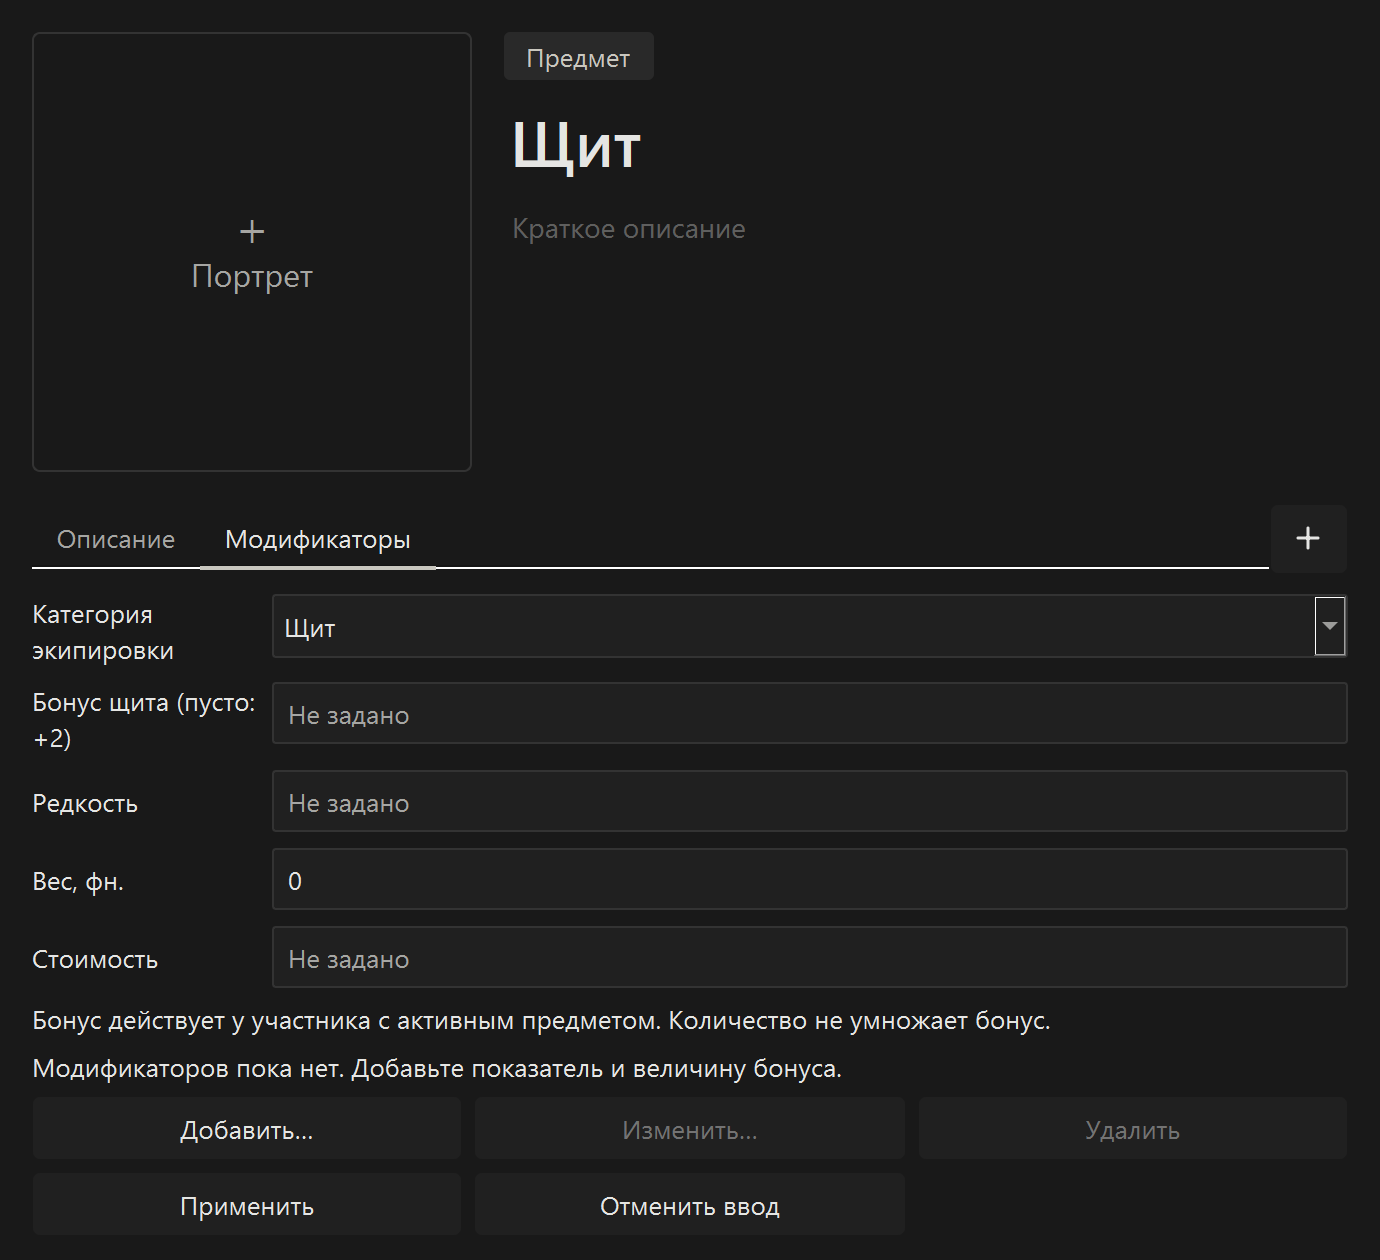 Предмет
Щит
Краткое описание
+
Портрет
Описание
Модификаторы
+
Категория
экипировки
Щит
Бонус щита (пусто:
+2)
Не задано
Редкость
Не задано
Вес, фн.
0
Стоимость
Не задано
Бонус действует у участника с активным предметом. Количество не умножает бонус.
Модификаторов пока нет. Добавьте показатель и величину бонуса.
Добавить...
Изменить...
Удалить
Применить
Отменить ввод